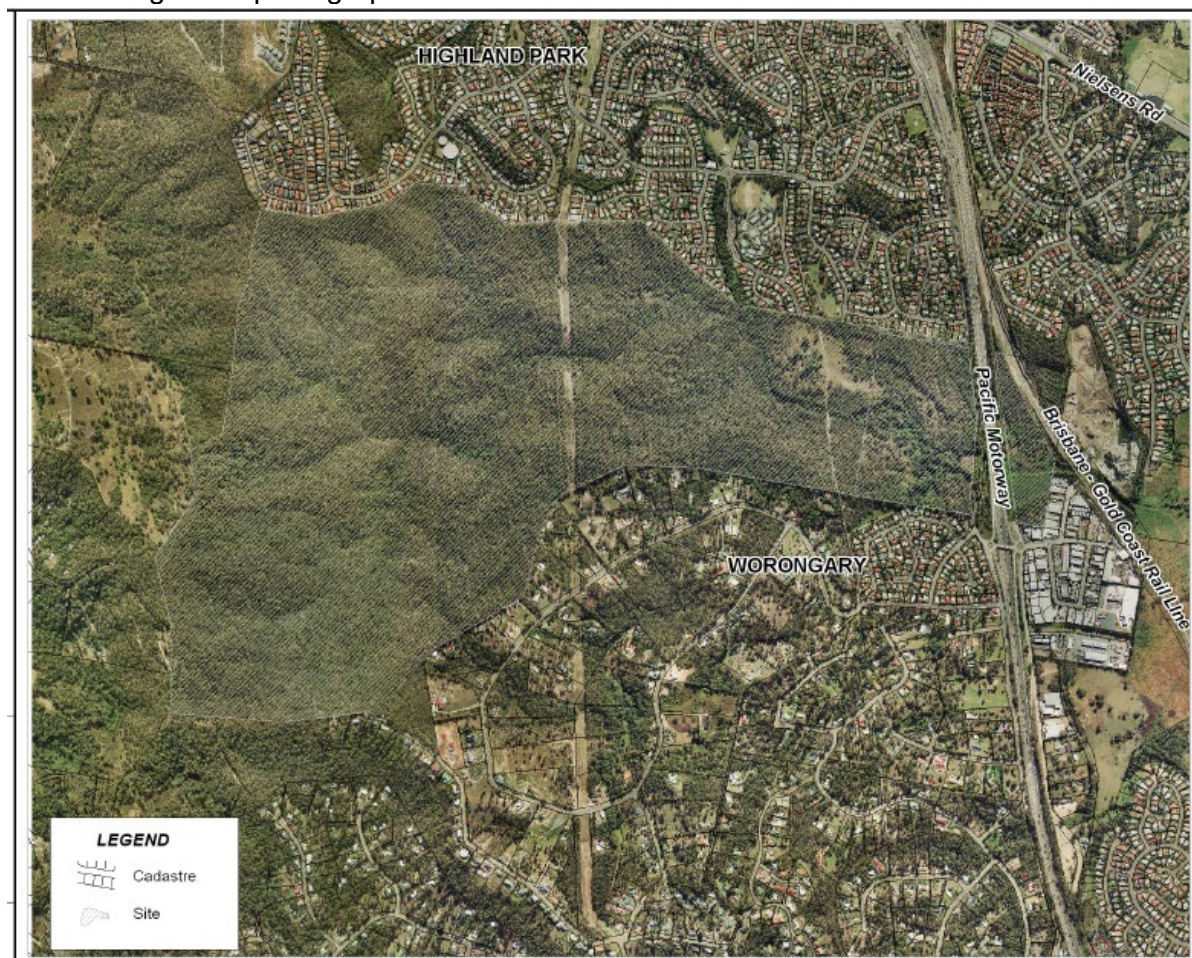 HIGHLAND PARK
Nielsens Rd
Pacific Motorway
Brisbane - Gold Coast Rail LIne
WORONGARY
LEGEND
Cadastre
Site